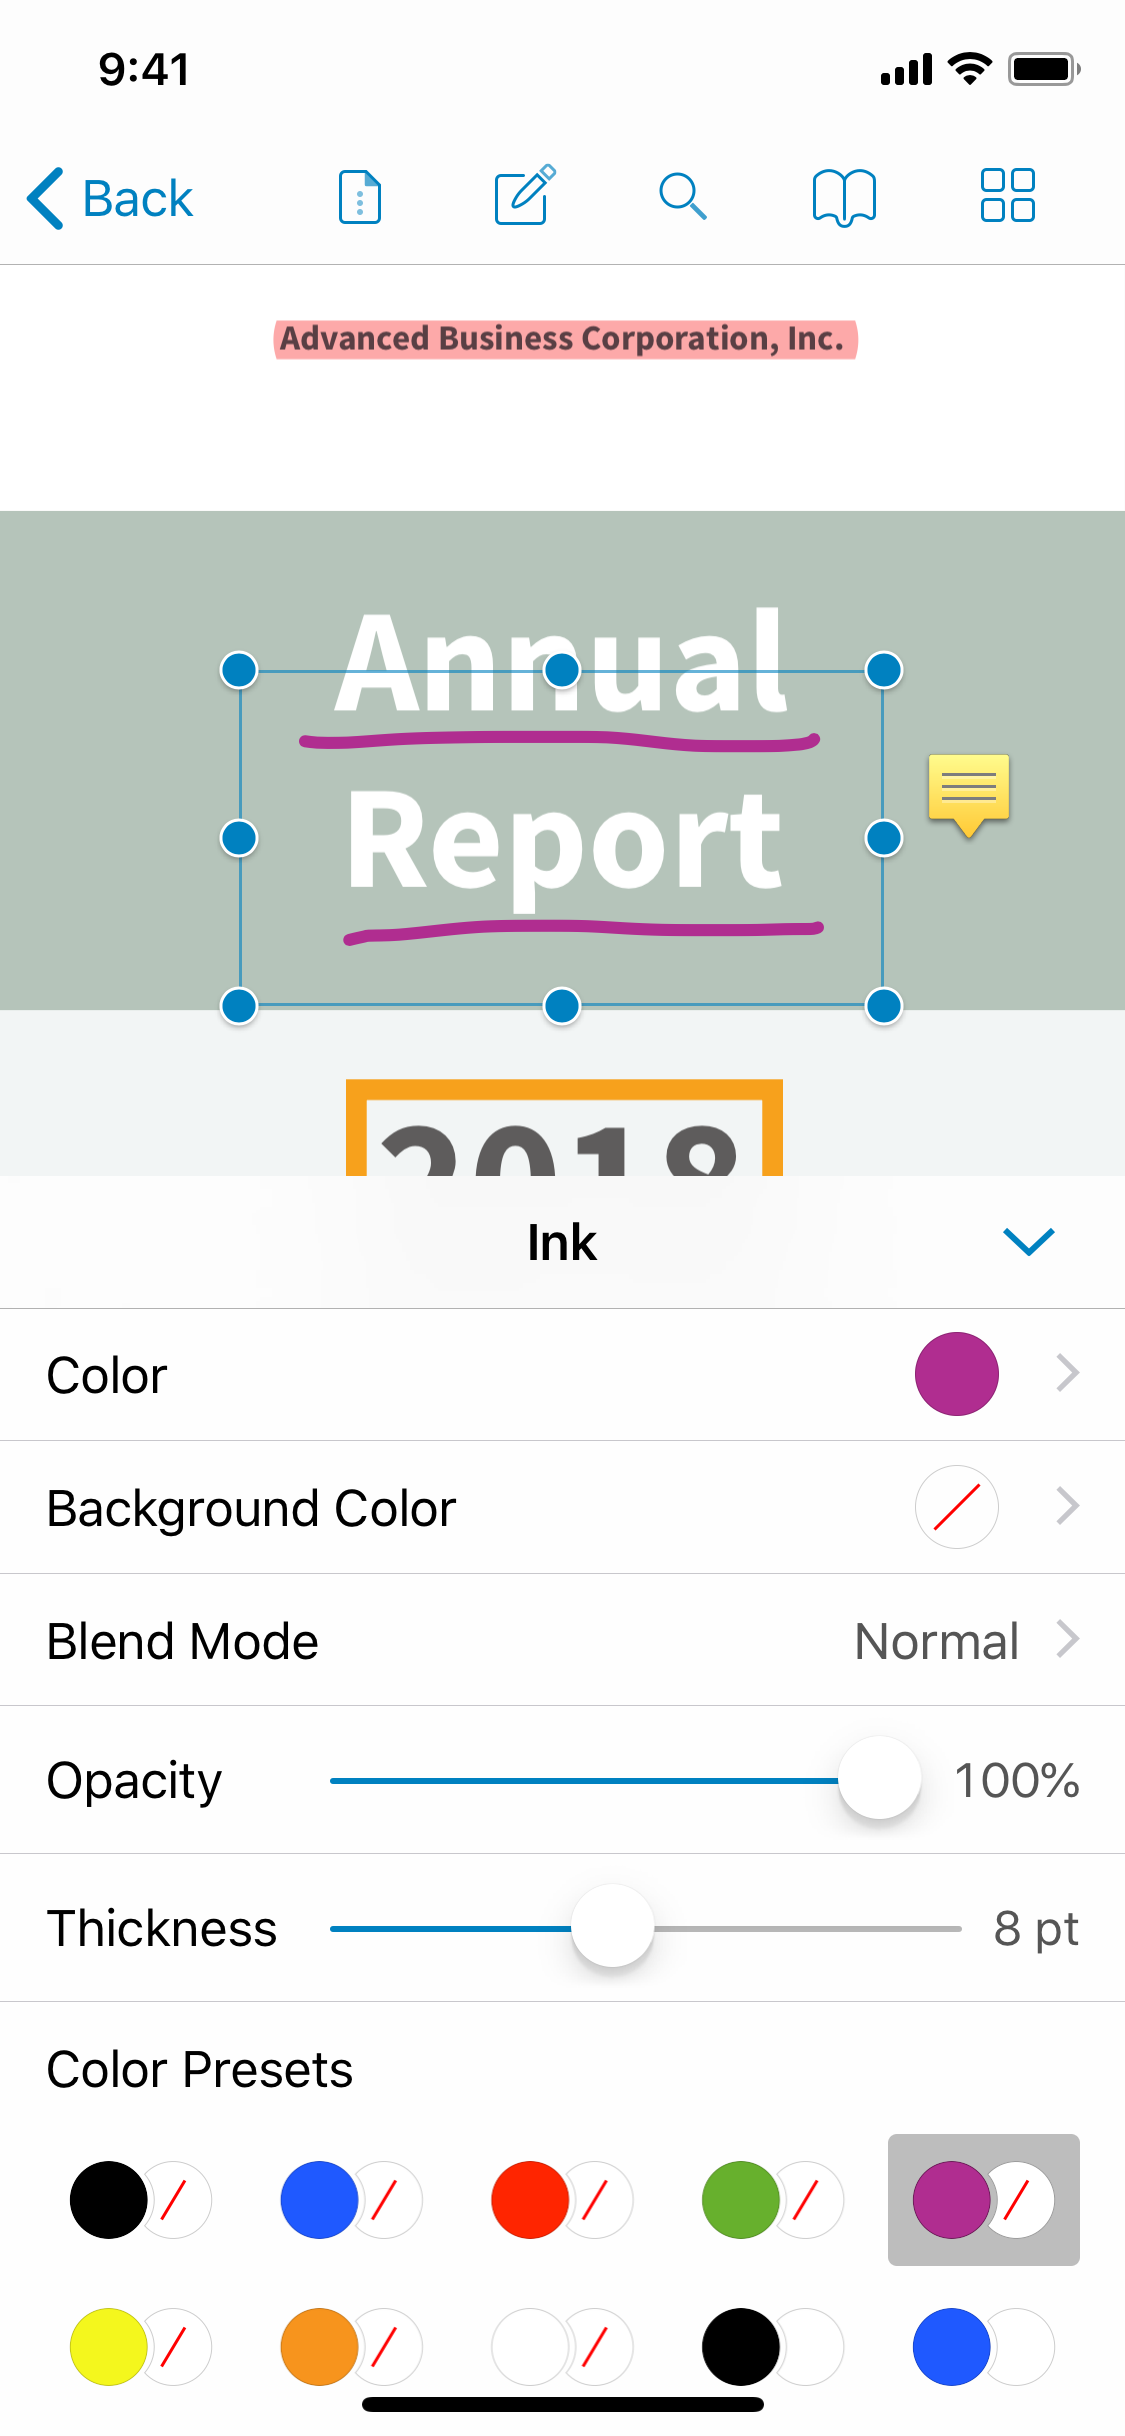 9:41
Back
Advanced Business Corporation, Inc.
Annual
Report
2018
Ink
Color
Background Color
Blend Mode Normal
Opacity 100%
Thickness 8 pt
Color Presets